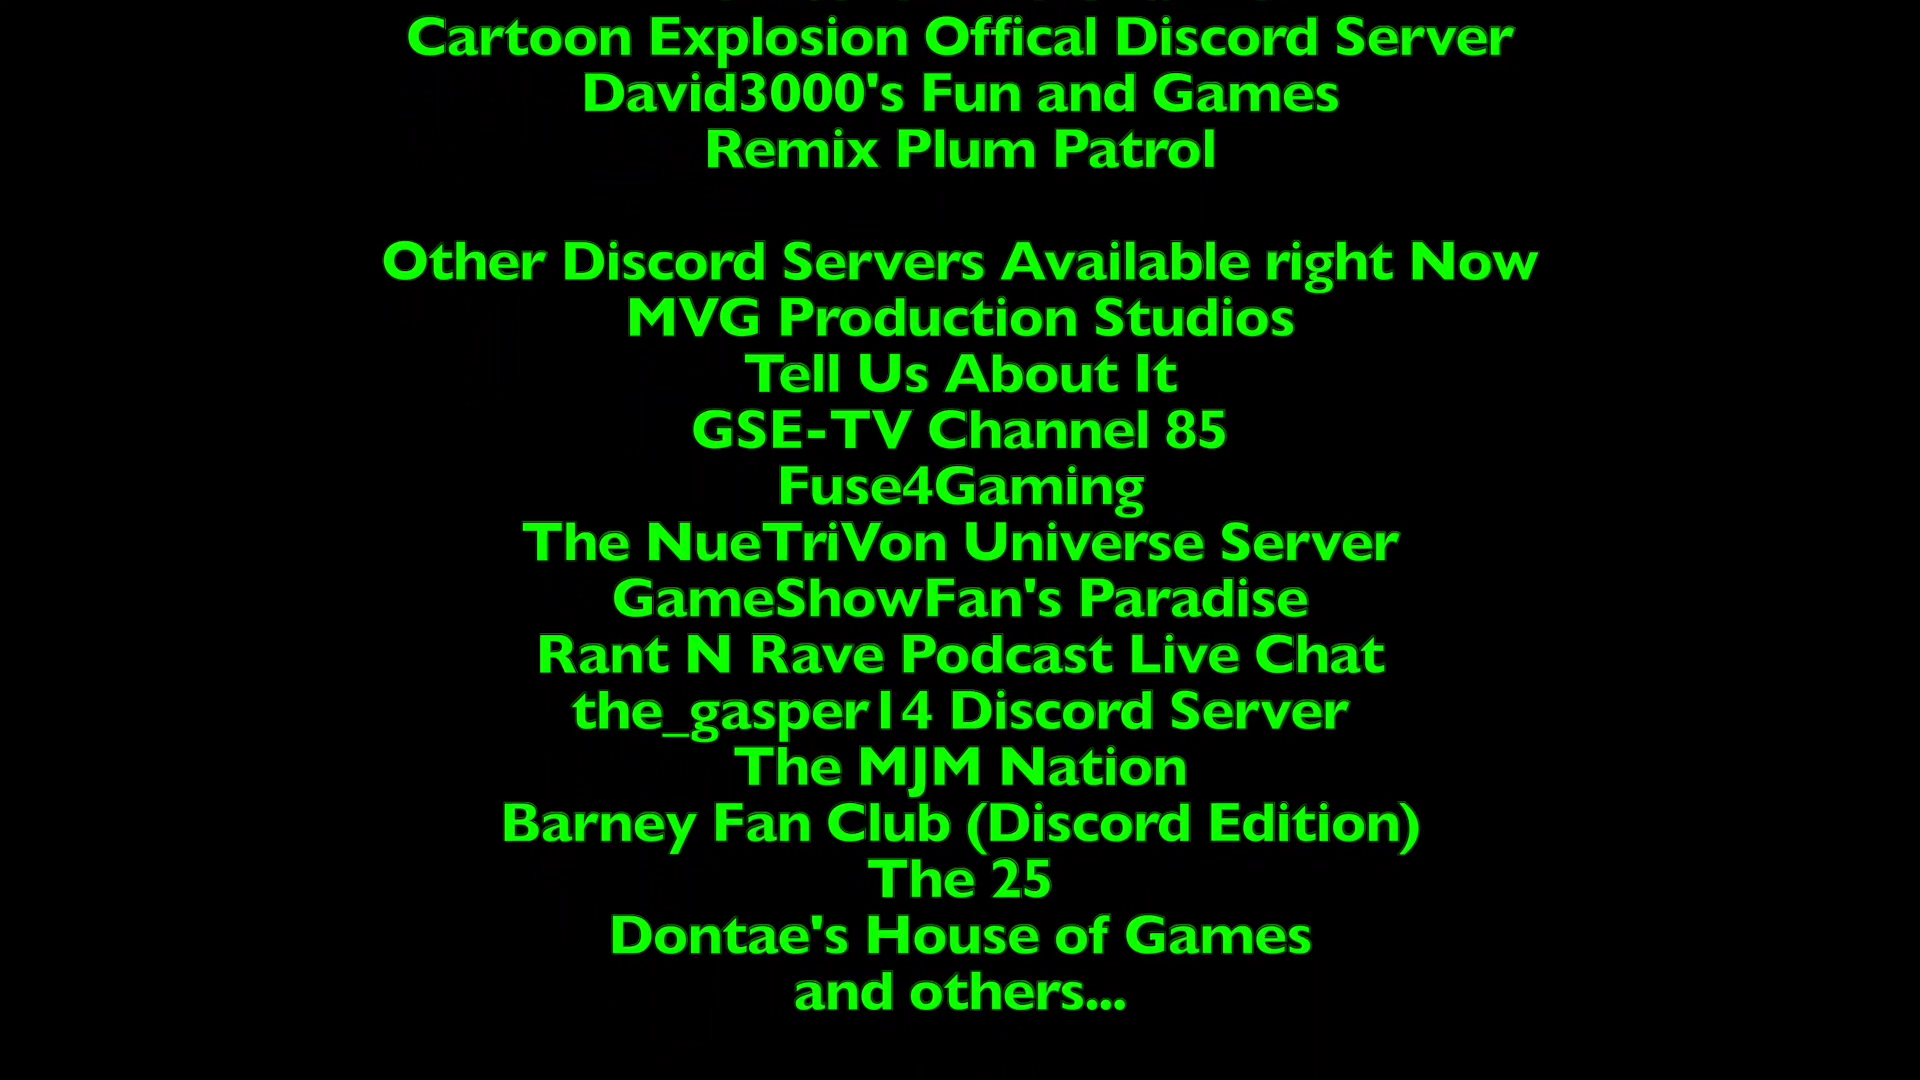 Cartoon Explosion Offical Discord Server
David3000's Fun and Games
Remix Plum Patrol
Other Discord Servers Available right Now
MVG Production Studios
Tell Us About It
GSE-TV Channel 85
Fuse4Gaming
The NueTriVon Universe Server
GameShowFan's Paradise
Rant N Rave Podcast Live Chat
the_gasper14 Discord Server
The MJM Nation
Barney Fan Club (Discord Edition)
The 25
Dontae's House of Games
and others...